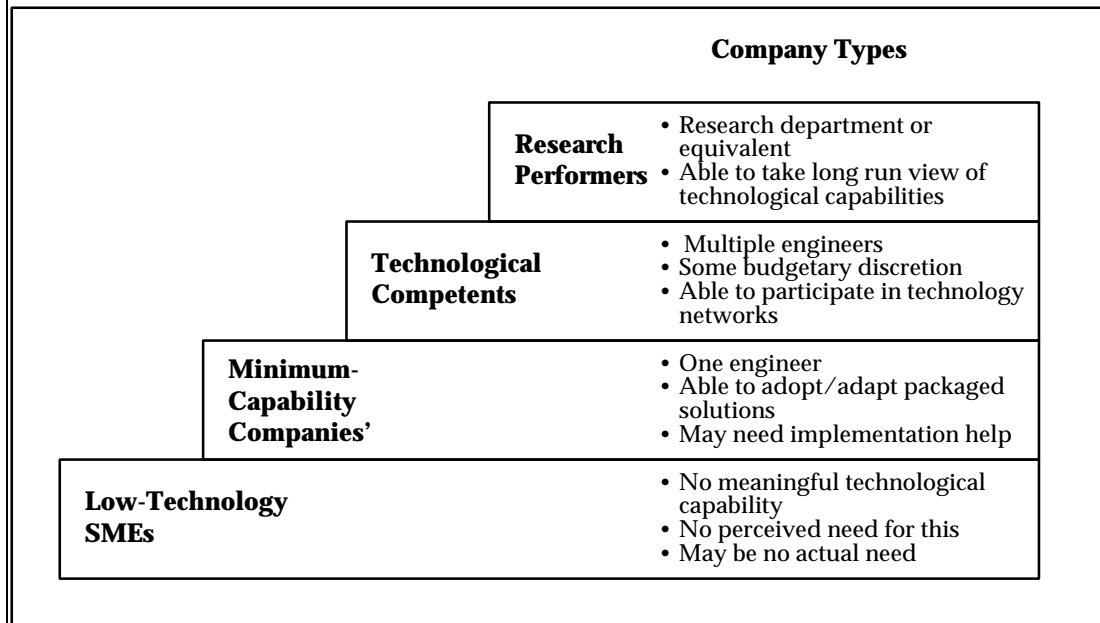 Company Types
Research
Performers
• Research department or
equivalent
• Able to take long run view of
technological capabilities
Technological
Competents
• Multiple engineers
• Some budgetary discretion
• Able to participate in technology
networks
Minimum-
Capability
Companies’
• One engineer
• Able to adopt/adapt packaged
solutions
• May need implementation help
Low-Technology
SMEs
• No meaningful technological
capability
• No perceived need for this
• May be no actual need